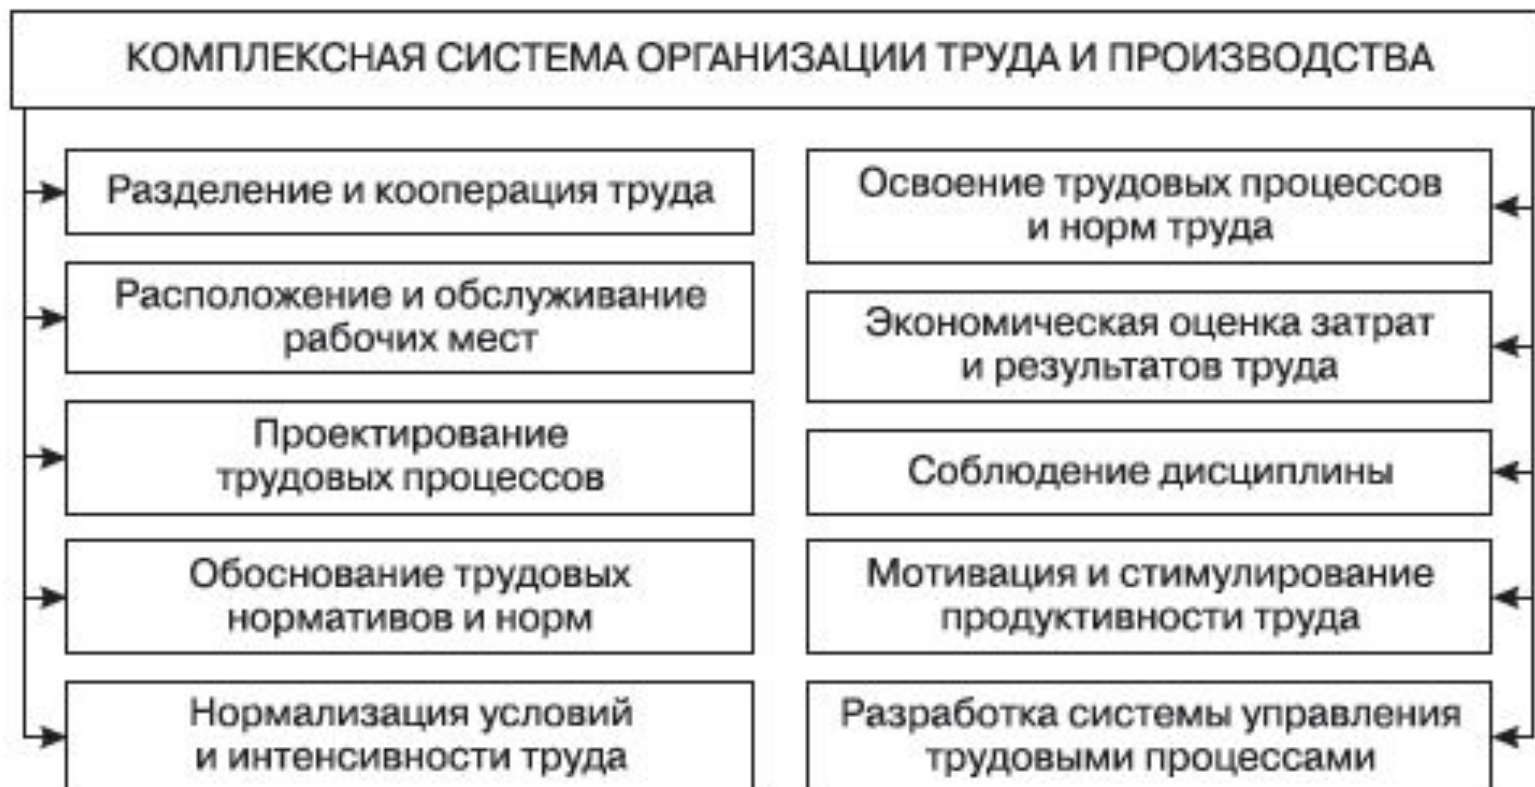 КОМПЛЕКСНАЯ СИСТЕМА ОРГАНИЗАЦИИ ТРУДА И ПРОИЗВОДСТВА
Разделение и кооперация труда
Расположение и обслуживание
рабочих мест
Проектирование
трудовых процессов
Обоснование трудовых
нормативов и норм
Нормализация условий
и интенсивности труда
Освоение трудовых процессов
и норм труда
Экономическая оценка затрат
и результатов труда
Соблюдение дисциплины
Мотивация и стимулирование
продуктивности труда
Разработка системы управления
трудовыми процессами